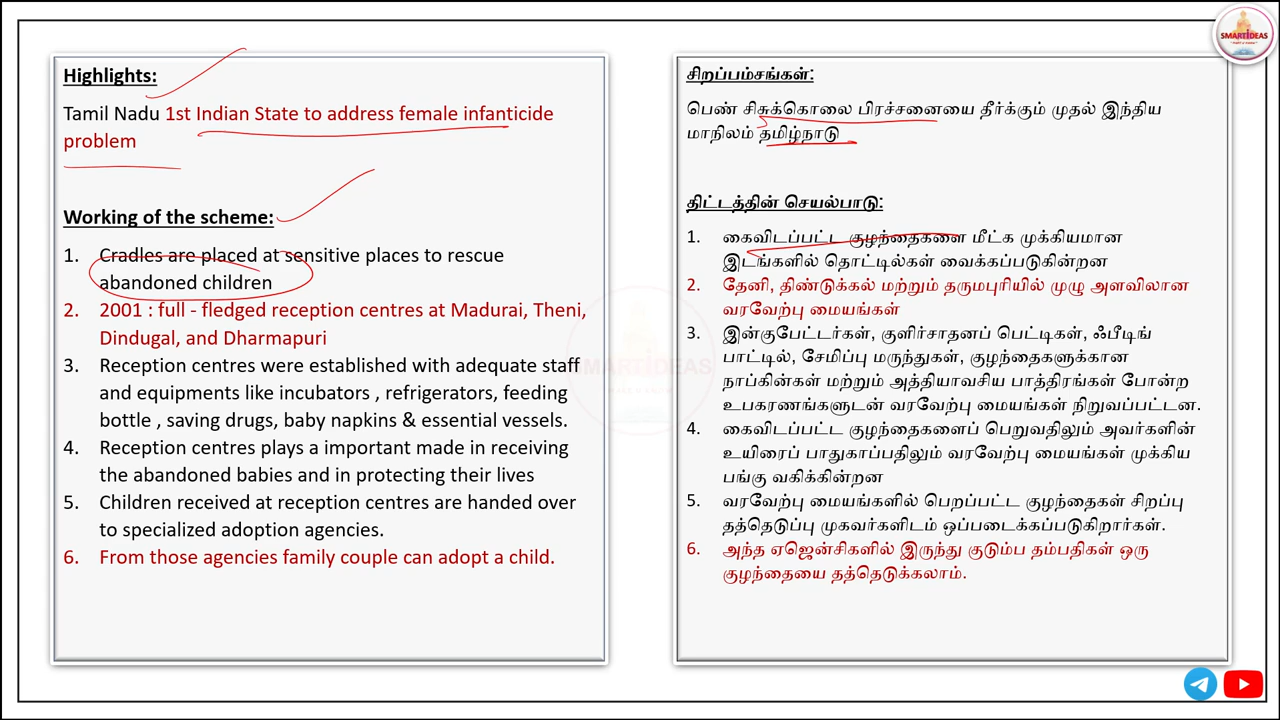 SMARTIDEAS
Highlights:
Tamil Nadu 1st Indian State to address female infanticide
problem
Working of the scheme:
1. Cradles are placed at sensitive places to rescue
abandoned children
2. 2001 : full - fledged reception centres at Madurai, Theni,
Dindugal, and Dharmapuri
3. Reception centres were established with adequate staff
and equipments like incubators , refrigerators, feeding
bottle , saving drugs, baby napkins & essential vessels.
4. Reception centres plays a important made in receiving
the abandoned babies and in protecting their lives
5. Children received at reception centres are handed over
to specialized adoption agencies.
6. From those agencies family couple can adopt a child.
சிறப்பம்சங்கள்:
பெண் சிசுக்கொலை பிரச்சனையை தீர்க்கும் முதல் இந்திய
மாநிலம் தமிழ்நாடு
திட்டத்தின் செயல்பாடு:
1. கைவிடப்பட்ட குழந்தைகளை மீட்க முக்கியமான
இடங்களில் தொட்டில்கள் வைக்கப்படுகின்றன
2. தேனி, திண்டுக்கல் மற்றும் தருமபுரியில் முழு அளவிலான
வரவேற்பு மையங்கள்
3. இன்குபேட்டர்கள், குளிர்சாதனப் பெட்டிகள், ஃபீடிங்
பாட்டில், சேமிப்பு மருந்துகள், குழந்தைகளுக்கான
நாப்கின்கள் மற்றும் அத்தியாவசிய பாத்திரங்கள் போன்ற
உபகரணங்களுடன் வரவேற்பு மையங்கள் நிறுவப்பட்டன.
4. கைவிடப்பட்ட குழந்தைகளைப் பெறுவதிலும் அவர்களின்
உயிரைப் பாதுகாப்பதிலும் வரவேற்பு மையங்கள் முக்கிய
பங்கு வகிக்கின்றன
5. வரவேற்பு மையங்களில் பெறப்பட்ட குழந்தைகள் சிறப்பு
தத்தெடுப்பு முகவர்களிடம் ஒப்படைக்கப்படுகிறார்கள்.
6. அந்த ஏஜென்சிகளில் இருந்து குடும்ப தம்பதிகள் ஒரு
குழந்தையை தத்தெடுக்கலாம்.
SMARTIDEAS